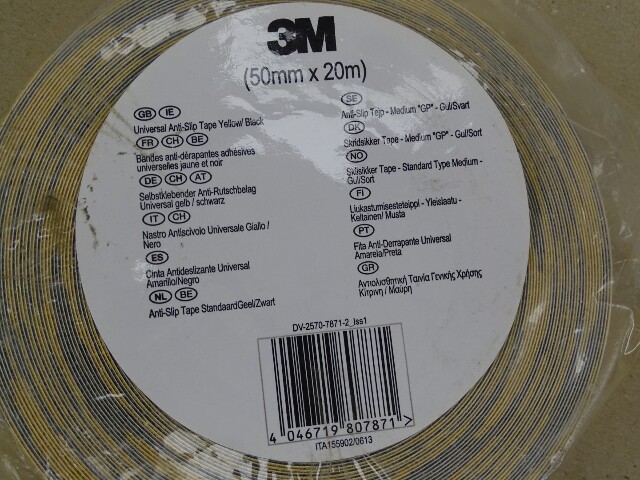 3M
(50mm x 20m)
GB IE
Universal Anti-Slip Tape Yellow/ Black
FR CH BE
Bandes anti-dérapantes adhésives
universelles jaune et noir
DE CH AT
Selbstklebender Anti-Rutschbelag
Universal gelb / schwarz
IT CH
Nastro Antiscivolo Universale Giallo /
Nero
ES
Cinta Antideslizante Universal
Amarillo/Negro
NL BE
Anti-Slip Tape StandaardGeel/Zwart
SE
Anti-Slip Tejp - Medium "GP" - Gul/Svart
DK
Skridsikker Tape - Medium "GP" - Gul/Sort
NO
Sklisikker Tape - Standard Type Medium -
Gul/Sort
FI
Liukastumisesteteippi - Yleislaatu -
Keltainen/ Musta
PT
Fita Anti-Derrapante Universal
Amarela/Preta
GR
Αντιολισθητική Ταινία Γενικής Χρήσης
Κίτρινη / Μαύρη
DV-2570-7871-2_Iss1
4 046719 807871 >
ITA155902/0613